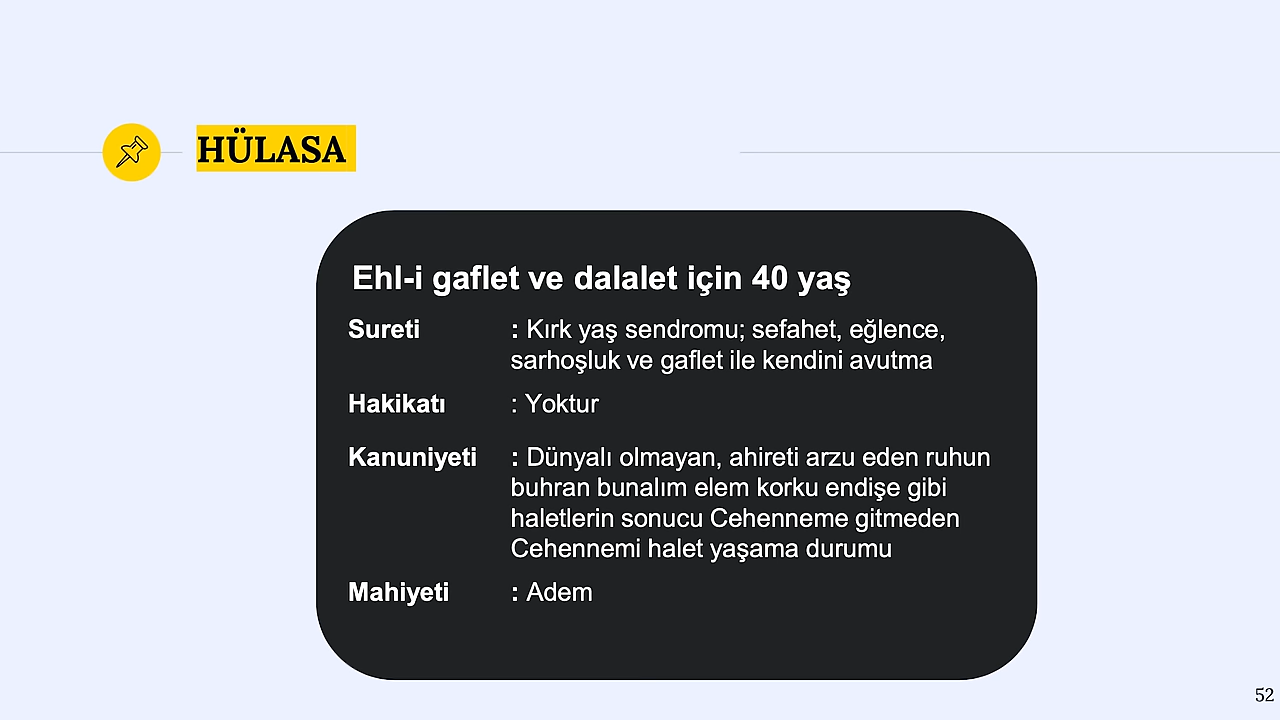 HÜLASA
Ehl-i gaflet ve dalalet için 40 yaş
Sureti : Kırk yaş sendromu; sefahet, eğlence,
sarhoşluk ve gaflet ile kendini avutma
Hakikatı : Yoktur
Kanuniyeti : Dünyalı olmayan, ahireti arzu eden ruhun
buhran bunalım elem korku endişe gibi
haletlerin sonucu Cehenneme gitmeden
Cehennemi halet yaşama durumu
Mahiyeti : Adem
52